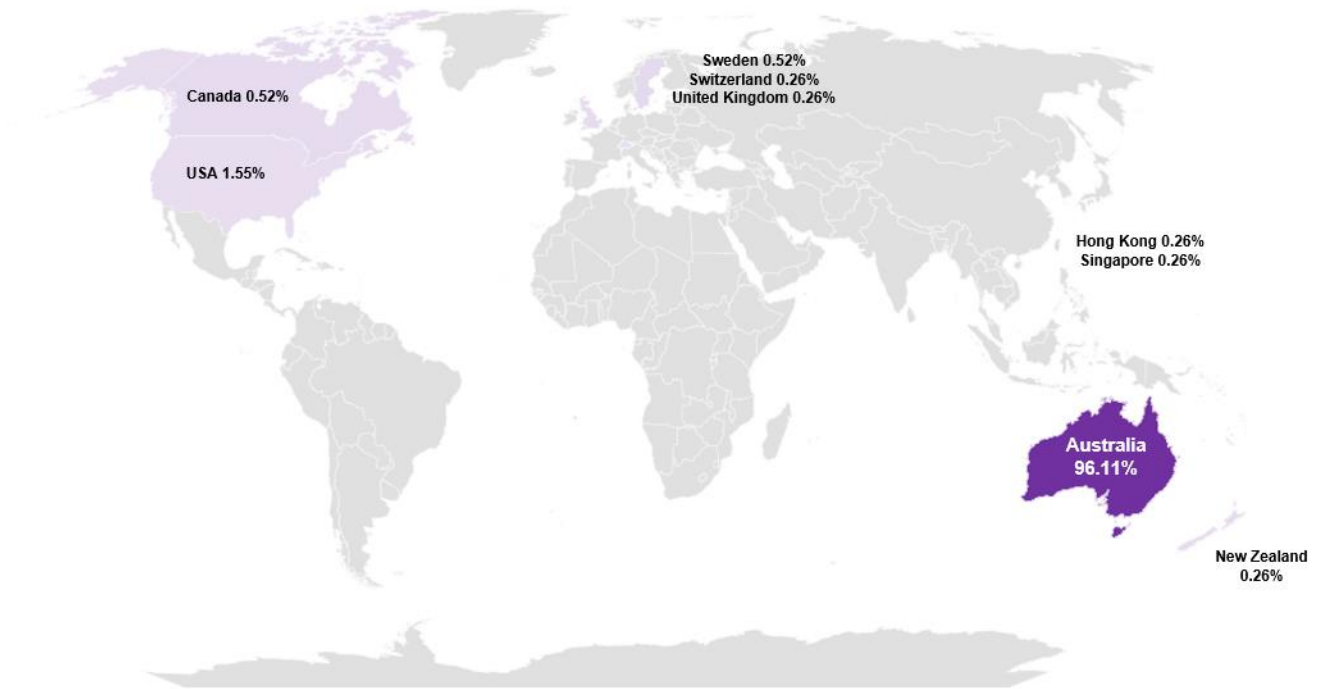 Canada 0.52%
USA 1.55%
Sweden 0.52%
Switzerland 0.26%
United Kingdom 0.26%
Hong Kong 0.26%
Singapore 0.26%
Australia
96.11%
New Zealand
0.26%